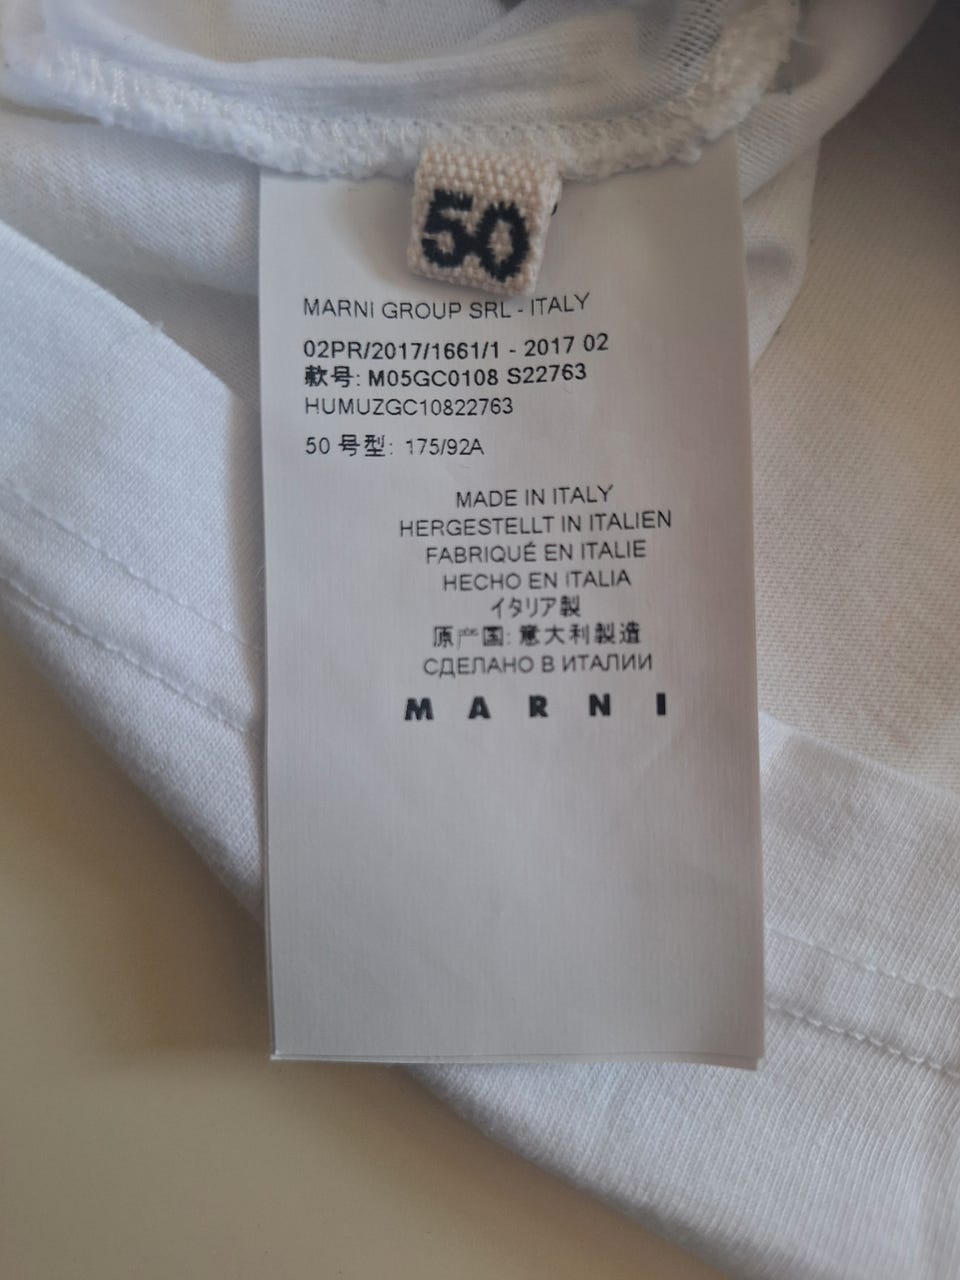 50
MARNI GROUP SRL - ITALY
02PR/2017/1661/1 - 2017 02
款号: M05GC0108 S22763
HUMUZGC10822763
50 号型: 175/92A
MADE IN ITALY
HERGESTELLT IN ITALIEN
FABRIQUÉ EN ITALIE
HECHO EN ITALIA
イタリア製
原产国: 意大利製造
СДЕЛАНО В ИТАЛИИ
MARNI